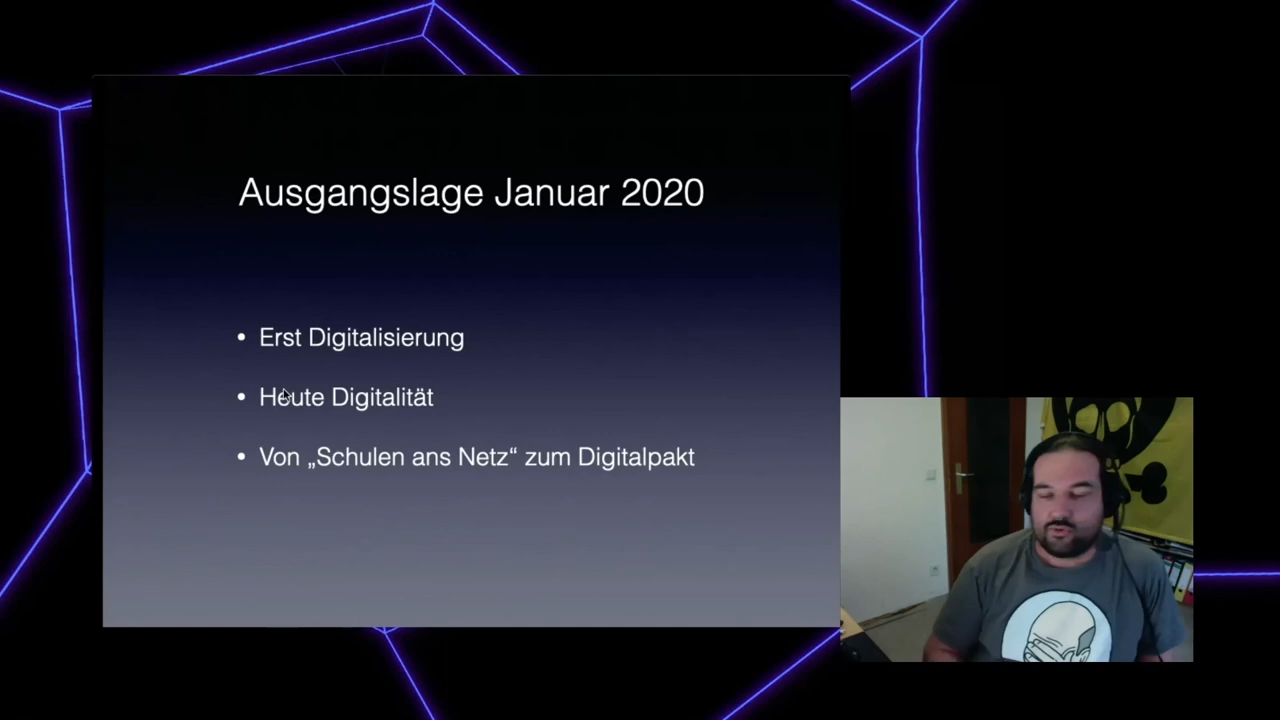 Ausgangslage Januar 2020
• Erst Digitalisierung
• Heute Digitalität
• Von „Schulen ans Netz“ zum Digitalpakt